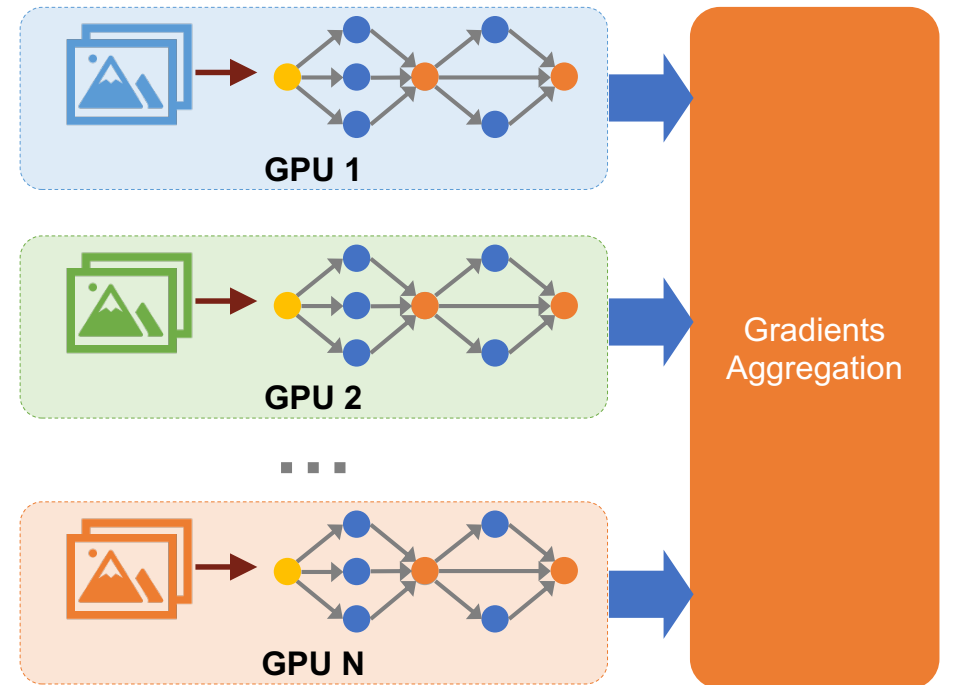 GPU 1
GPU 2
...
GPU N
Gradients
Aggregation